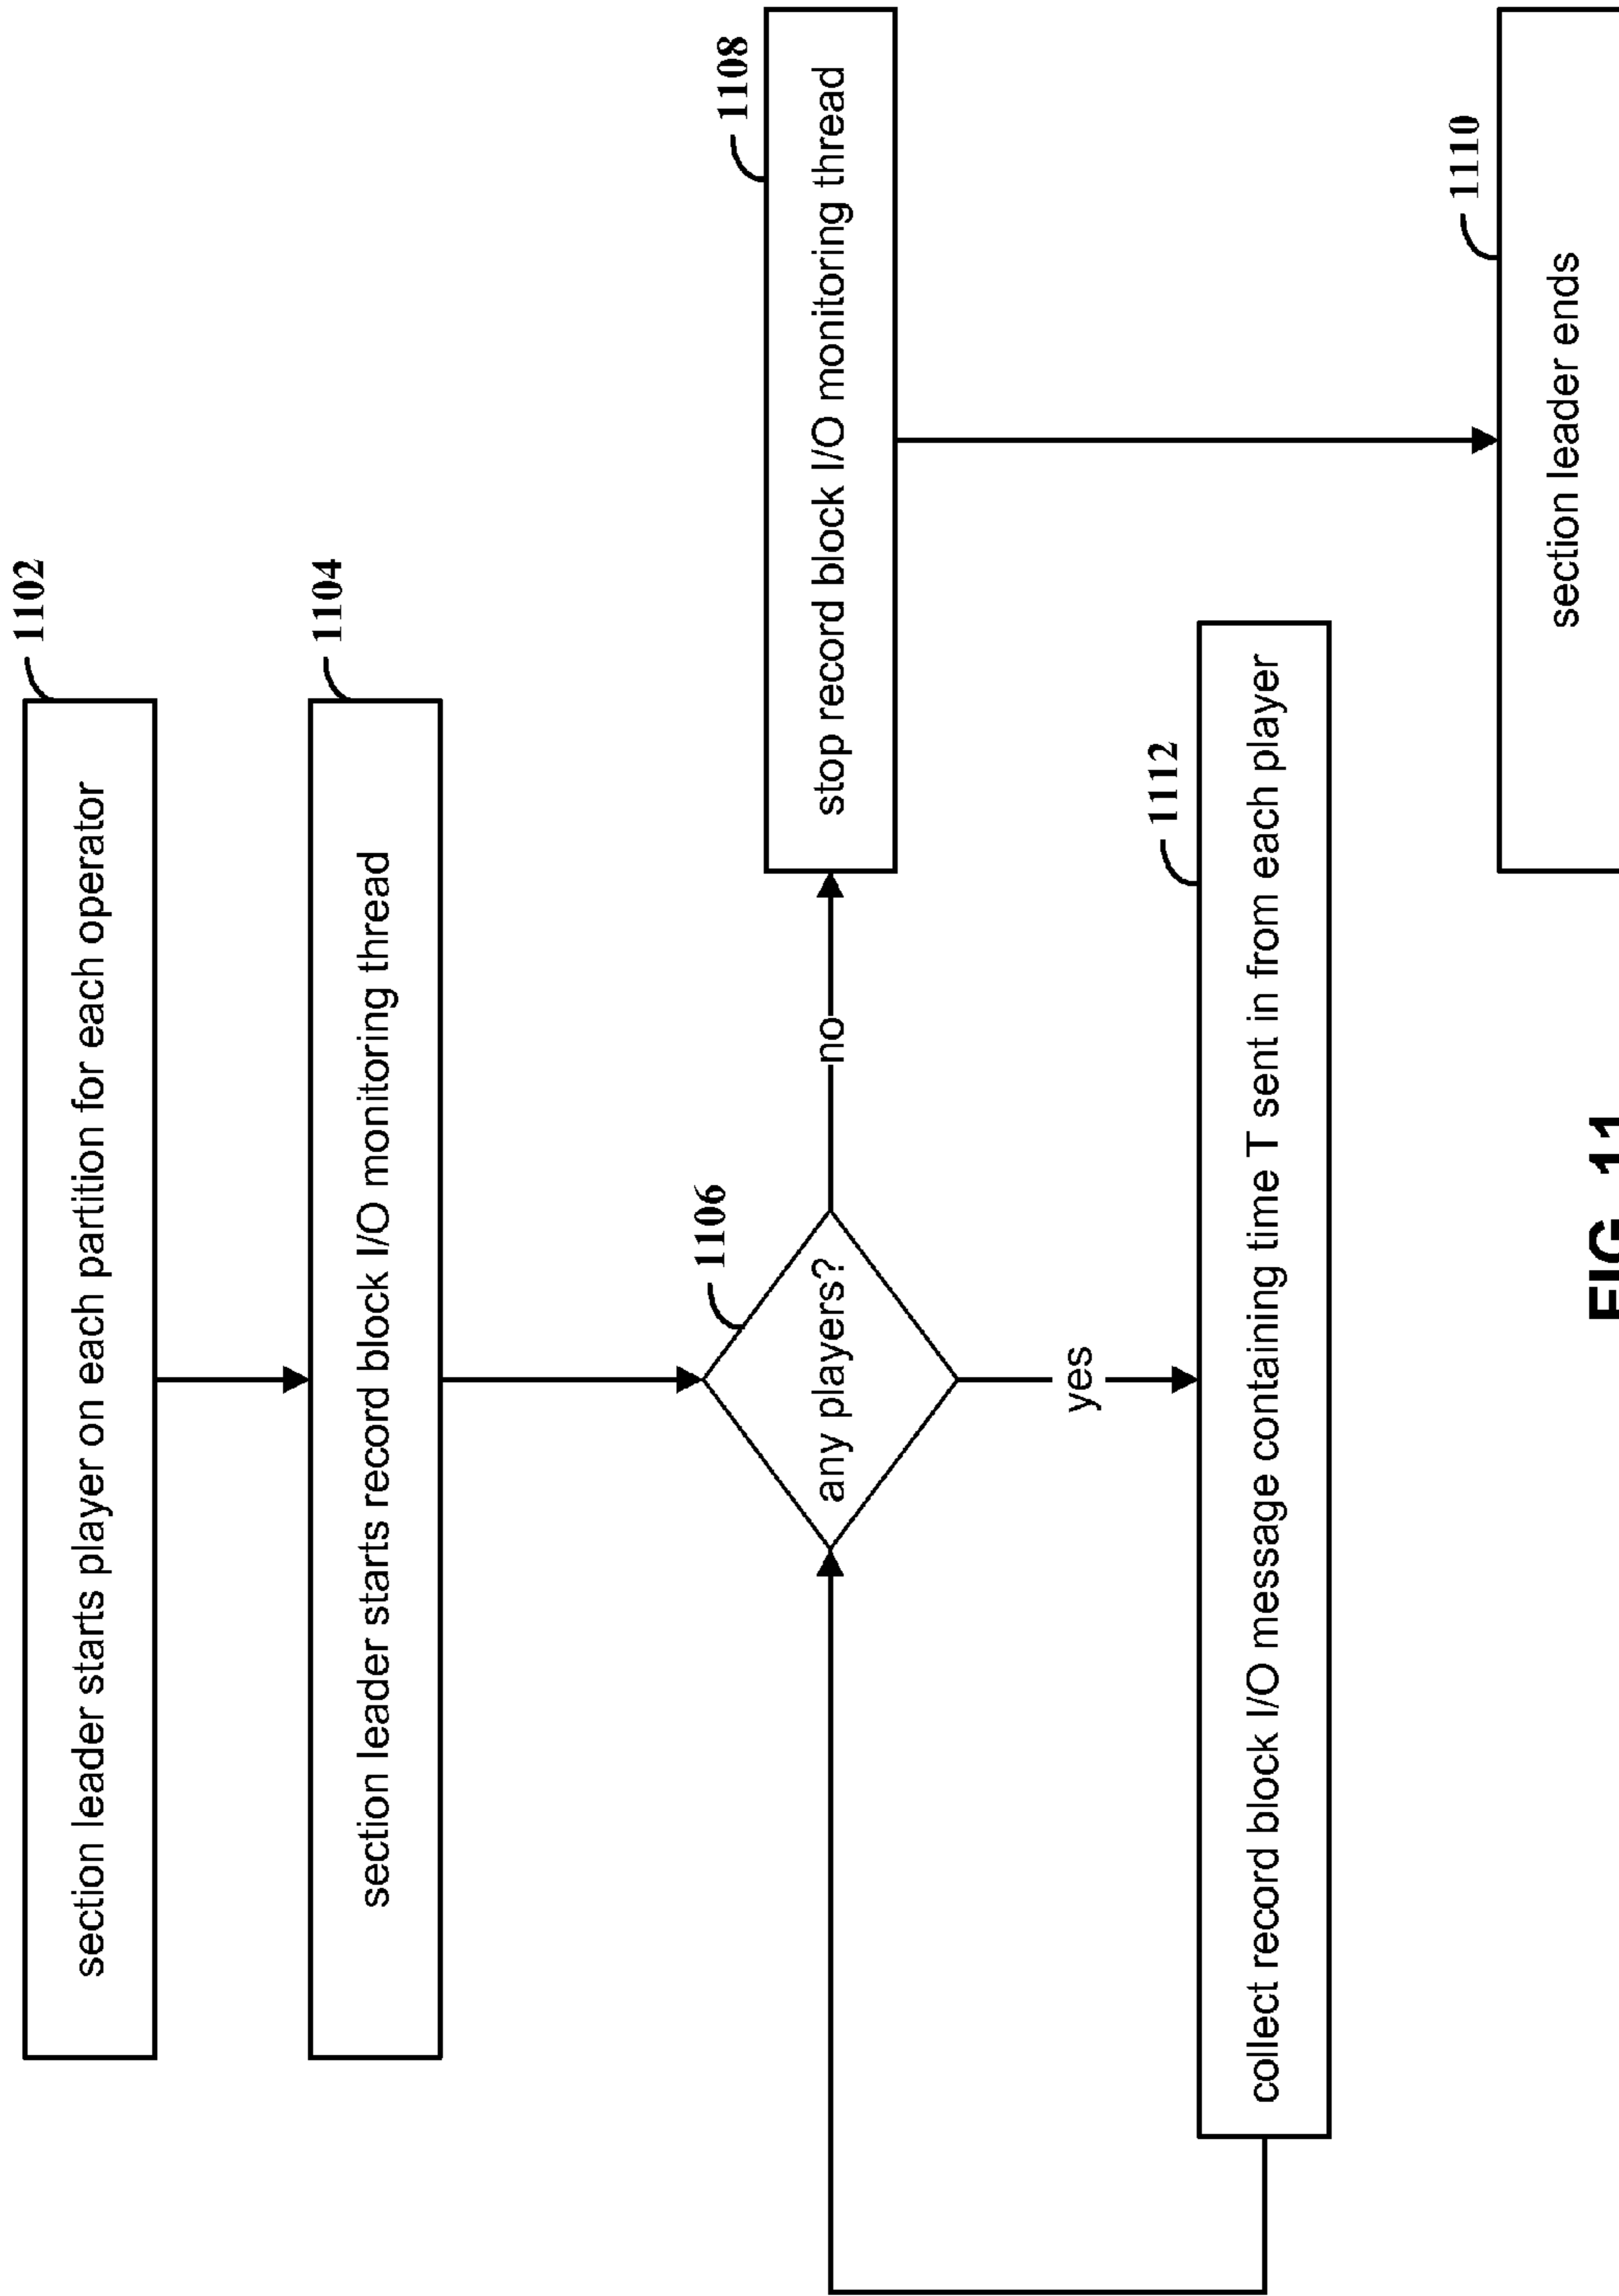 1102
section leader starts player on each partition for each operator
1104
section leader starts record block I/O monitoring thread
1106
any players?
no
1108
stop record block I/O monitoring thread
yes
1112
collect record block I/O message containing time T sent in from each player
1110
section leader ends
FIG. 11